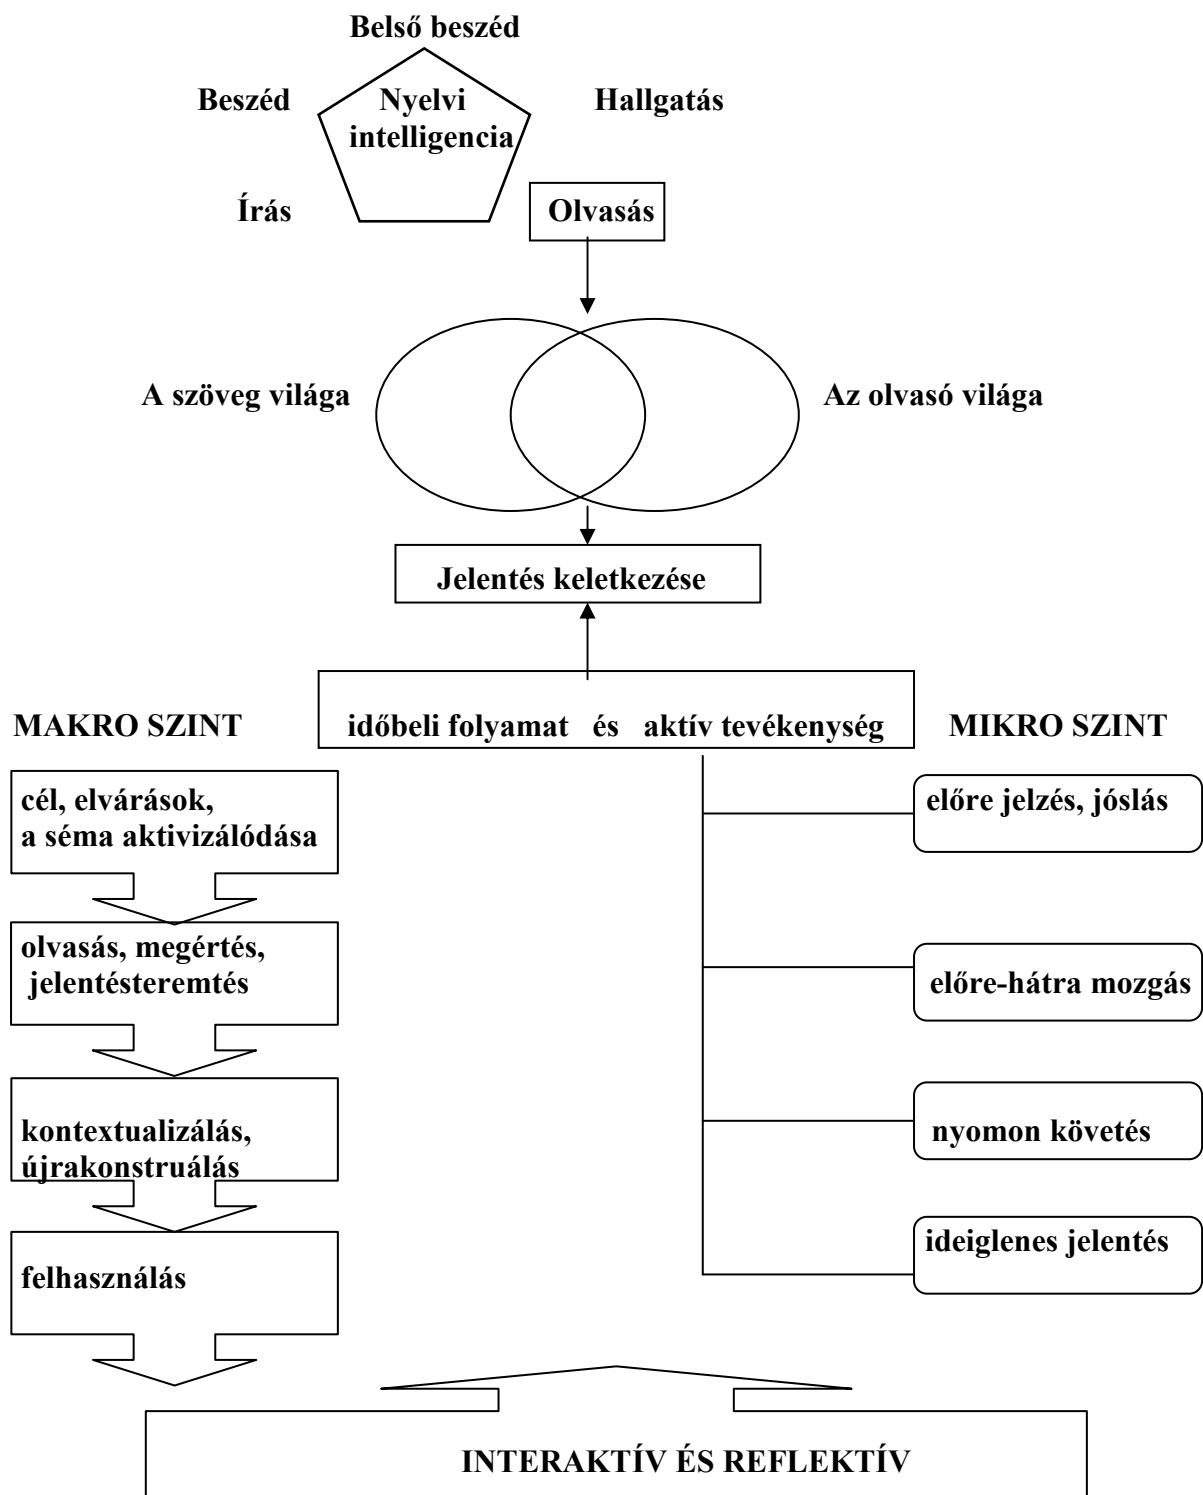 Belső beszéd
Beszéd
Nyelvi
intelligencia
Hallgatás
Írás
Olvasás
A szöveg világa
Az olvasó világa
Jelentés keletkezése
MAKRO SZINT
időbeli folyamat és aktív tevékenység
MIKRO SZINT
cél, elvárások,
a séma aktivizálódása
olvasás, megértés,
jelentésteremtés
kontextualizálás,
újrakonstruálás
felhasználás
előre jelzés, jóslás
előre-hátra mozgás
nyomon követés
ideiglenes jelentés
INTERAKTÍV ÉS REFLEKTÍV